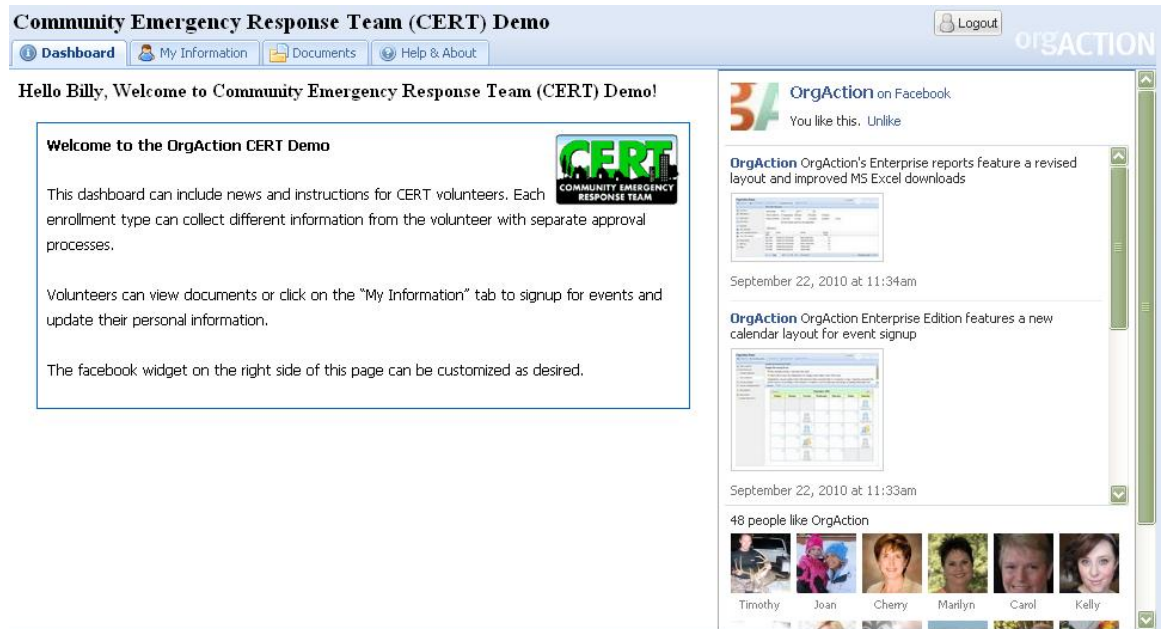 Community Emergency Response Team (CERT) Demo
Logout
orgACTION
Dashboard
My Information
Documents
Help & About
Hello Billy, Welcome to Community Emergency Response Team (CERT) Demo!
Welcome to the OrgAction CERT Demo
CERT
COMMUNITY EMERGENCY
RESPONSE TEAM
This dashboard can include news and instructions for CERT volunteers. Each
enrollment type can collect different information from the volunteer with separate approval
processes.
Volunteers can view documents or click on the "My Information" tab to signup for events and
update their personal information.
The facebook widget on the right side of this page can be customized as desired.
OrgAction on Facebook
You like this. Unlike
OrgAction OrgAction's Enterprise reports feature a revised
layout and improved MS Excel downloads
September 22, 2010 at 11:34am
OrgAction OrgAction Enterprise Edition features a new
calendar layout for event signup
September 22, 2010 at 11:33am
48 people like OrgAction
Timothy
Joan
Cherry
Marilyn
Carol
Kelly